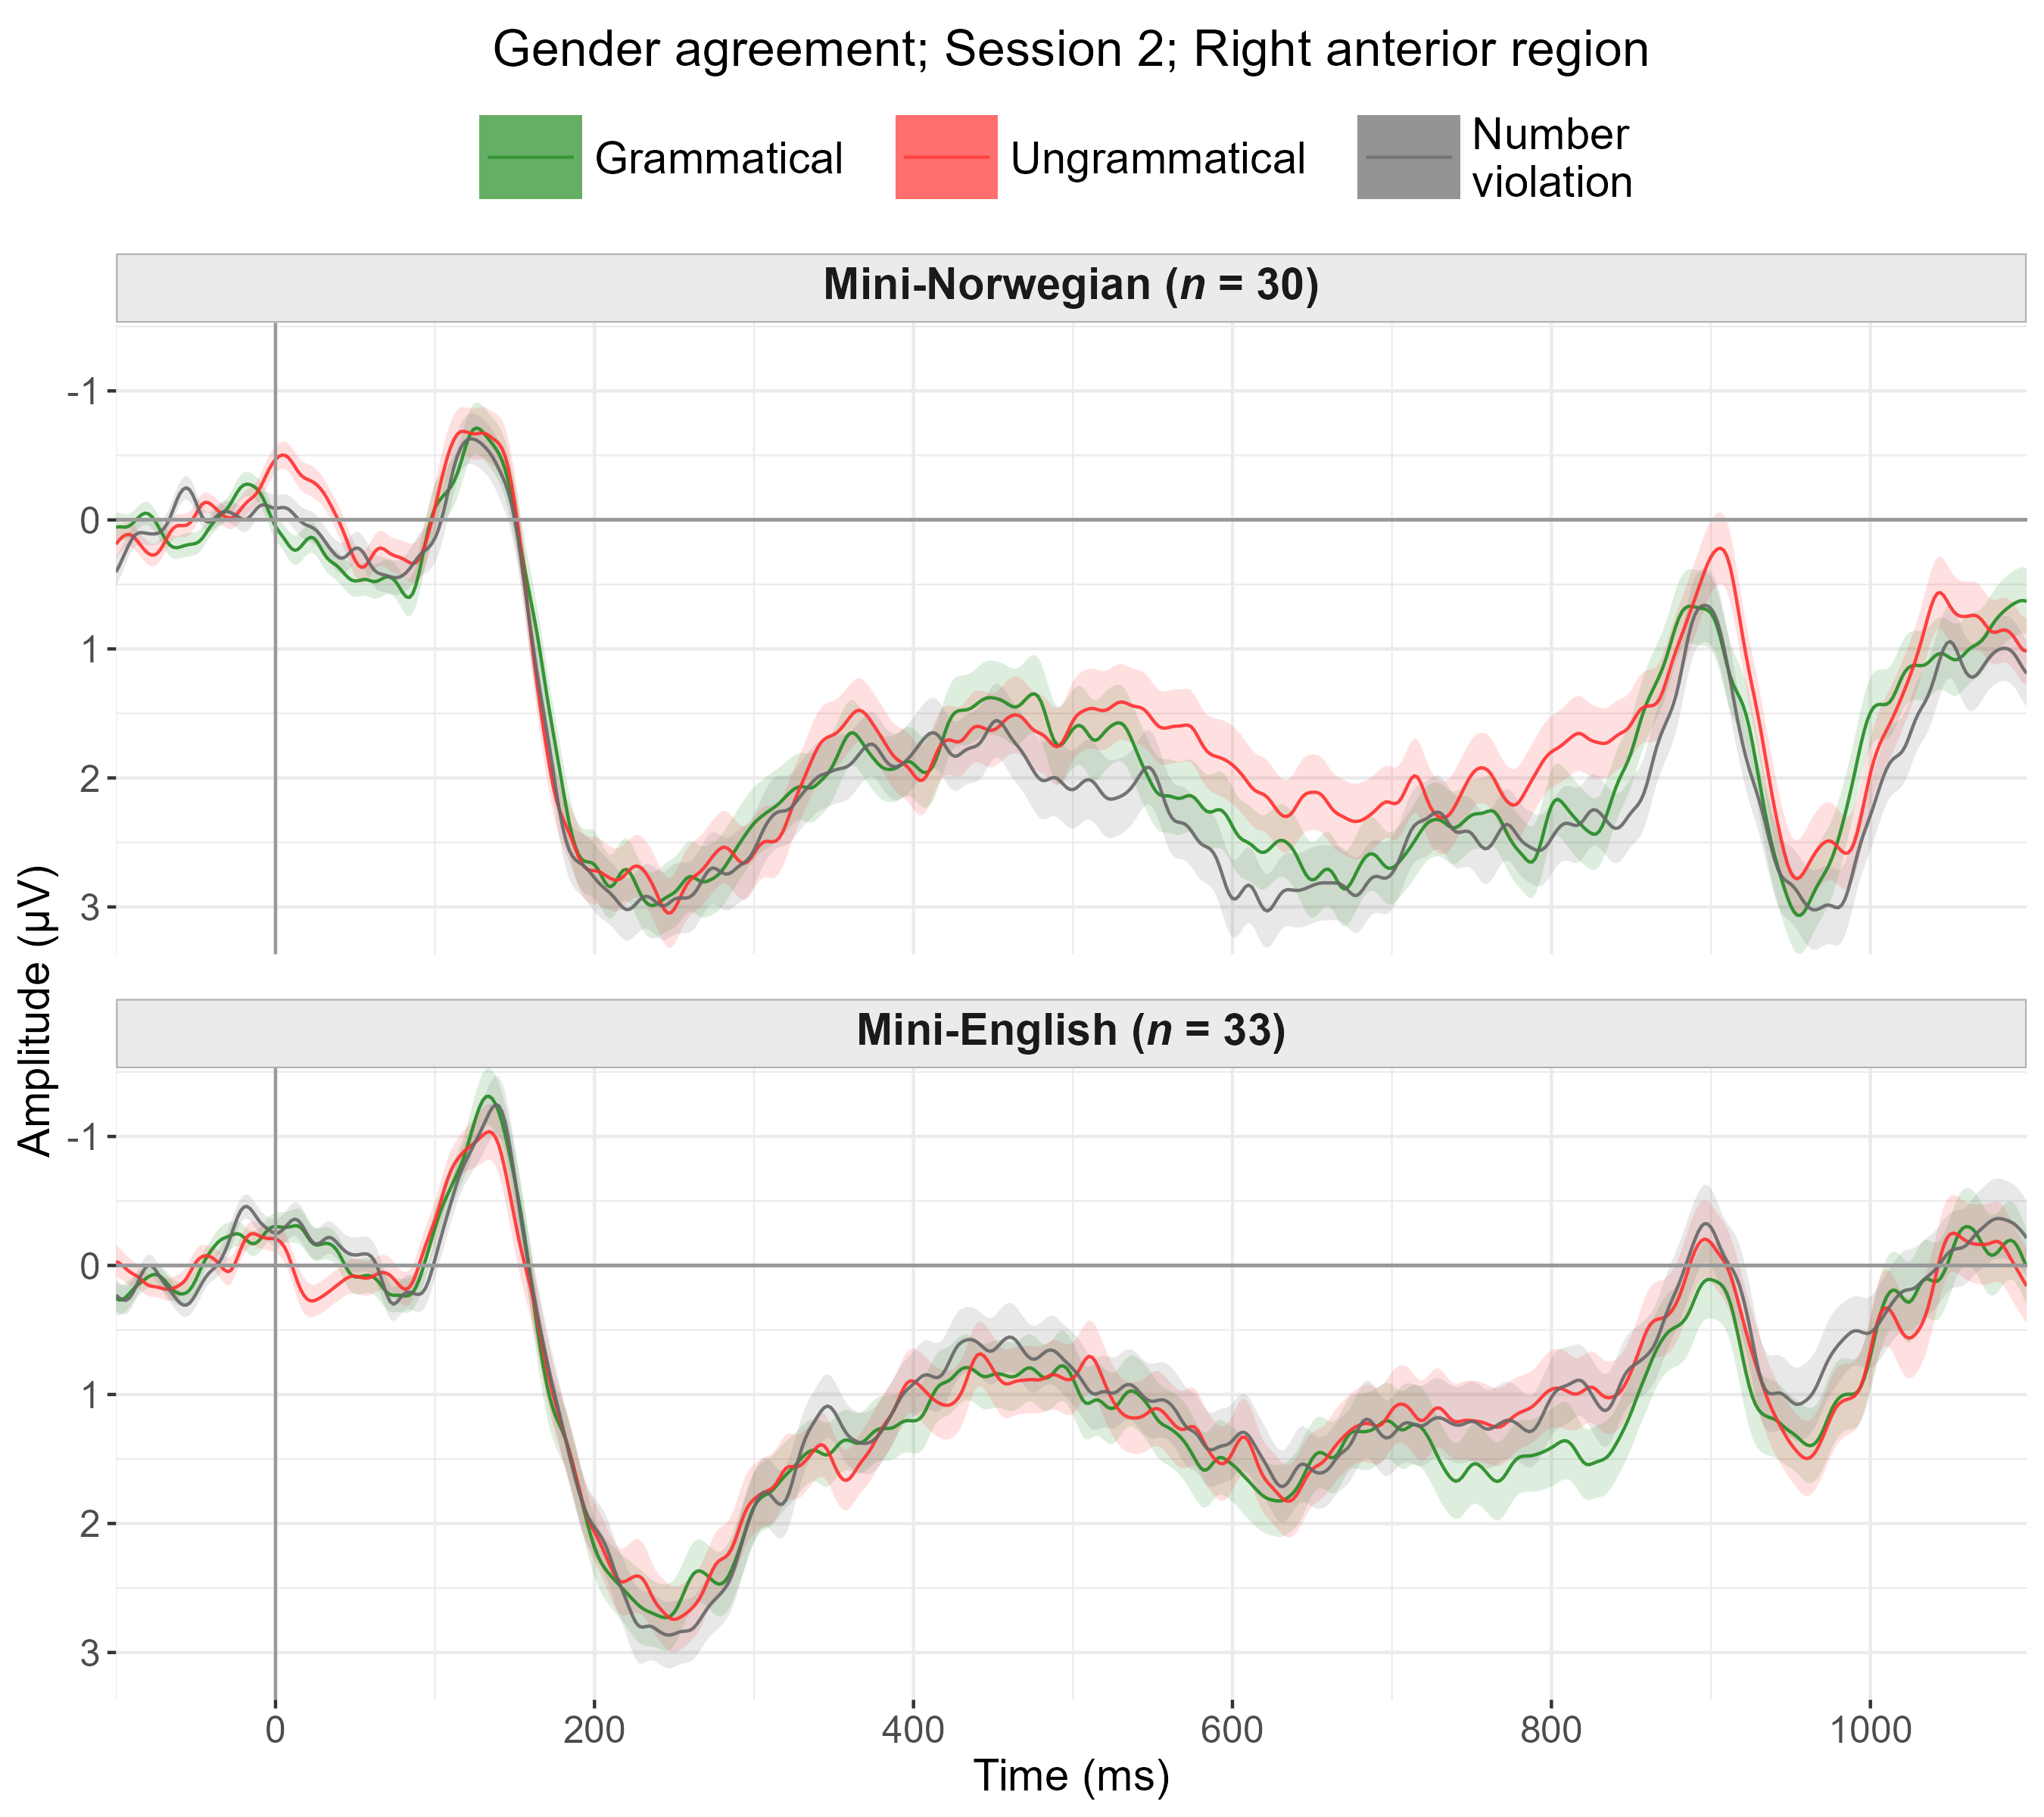 Gender agreement; Session 2; Right anterior region
Grammatical
Ungrammatical
Number
violation
Mini-Norwegian (n = 30)
-1
0
1
2
3
Mini-English (n = 33)
-1
0
1
2
3
Amplitude (µV)
0 200 400 600 800 1000
Time (ms)